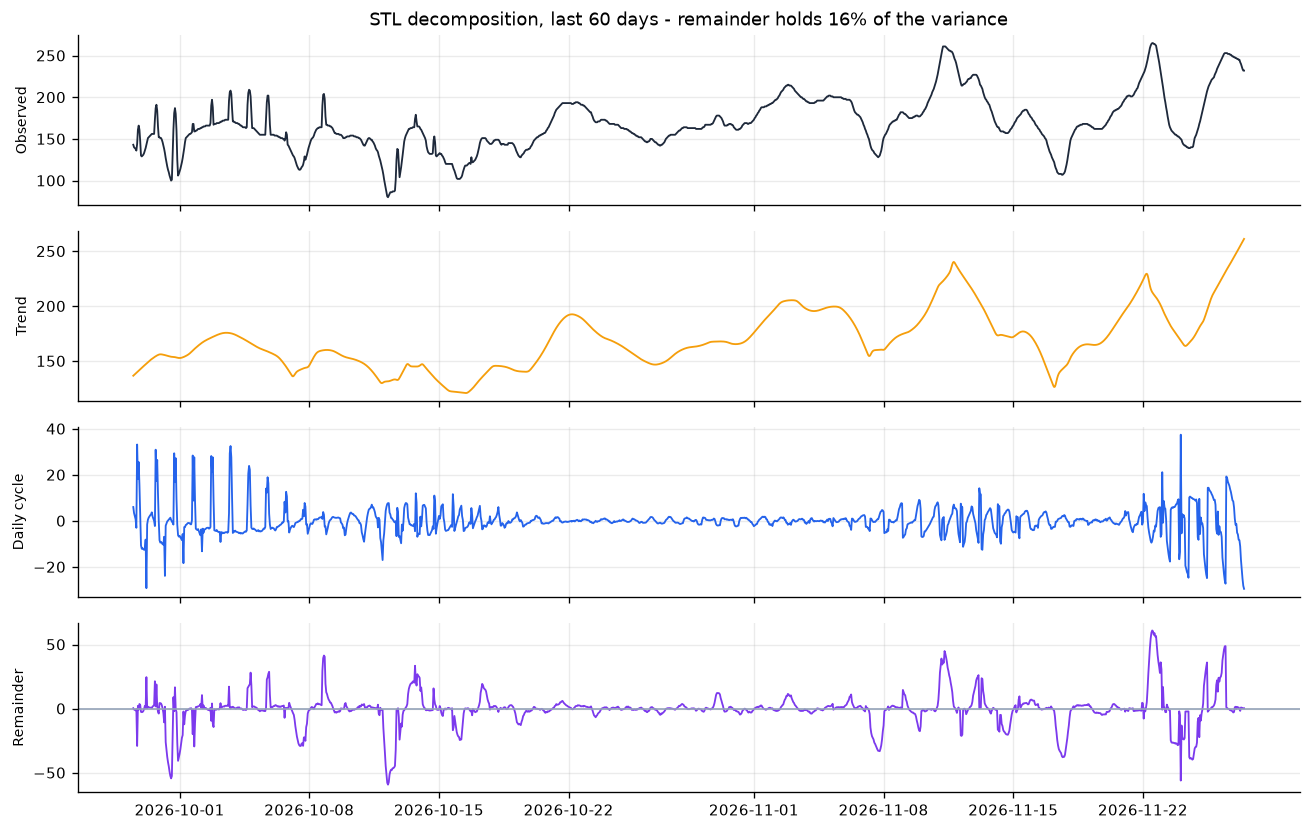 STL decomposition, last 60 days - remainder holds 16% of the variance
Observed
250
200
150
100
Trend
250
200
150
Daily cycle
40
20
0
−20
Remainder
50
0
−50
2026-10-01 2026-10-08 2026-10-15 2026-10-22 2026-11-01 2026-11-08 2026-11-15 2026-11-22